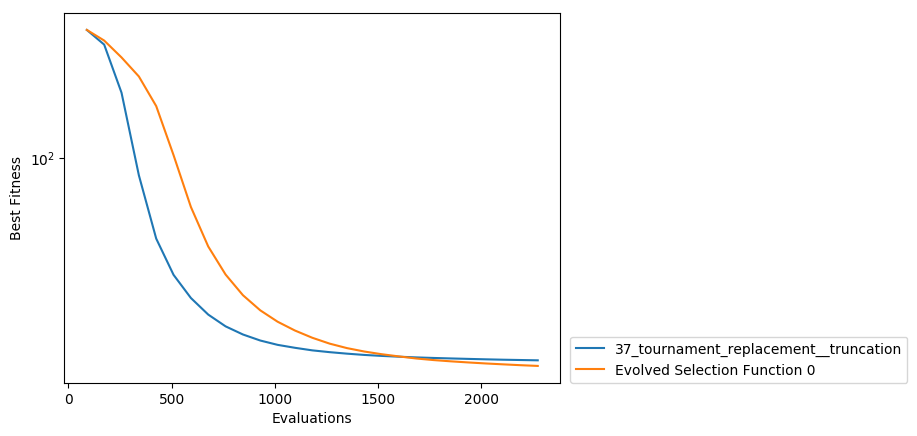 Best Fitness
10²
0
500
1000
1500
2000
Evaluations
37_tournament_replacement__truncation
Evolved Selection Function 0